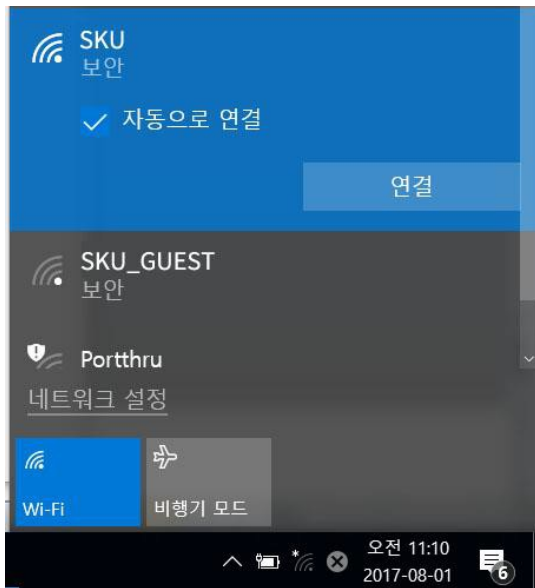 SKU
보안
자동으로 연결
연결
SKU_GUEST
보안
Portthru
네트워크 설정
Wi-Fi
비행기 모드
오전 11:10
2017-08-01
6